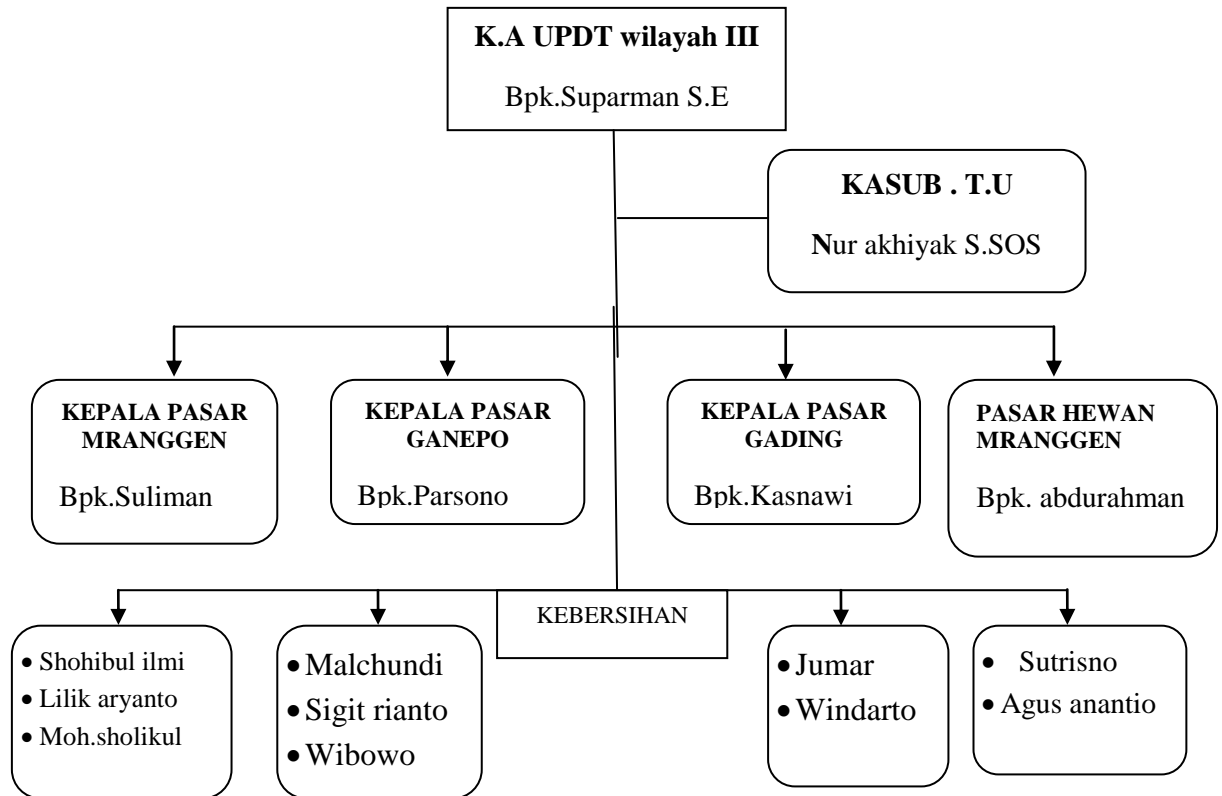 K.A UPDT wilayah III
Bpk.Suparman S.E
KASUB . T.U
Nur akhiyak S.SOS
KEPALA PASAR
MRANGGEN
Bpk.Suliman
KEPALA PASAR
GANEPO
Bpk.Parsono
KEPALA PASAR
GADING
Bpk.Kasnawi
PASAR HEWAN
MRANGGEN
Bpk. abdurahman
KEBERSIHAN
• Shohibul ilmi
• Lilik aryanto
• Moh.sholikul
• Malchundi
• Sigit rianto
• Wibowo
• Jumar
• Windarto
• Sutrisno
• Agus anantio